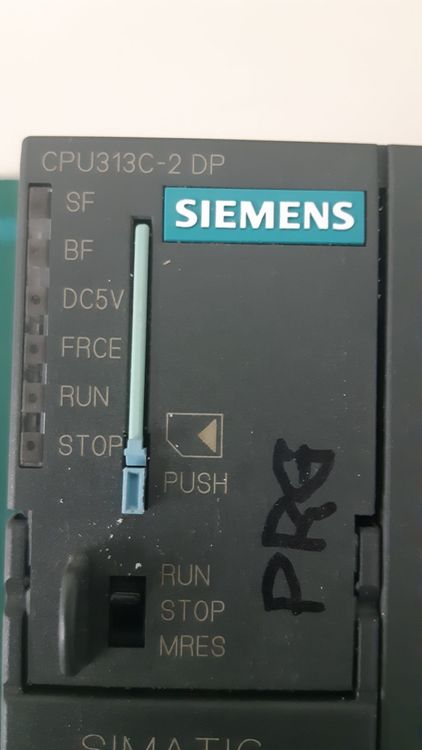 CPU313C-2 DP
SF
SIEMENS
BF
DC5V
FRCE
RUN
STOP
PUSH
PRG
RUN
STOP
MRES
SIMATIC